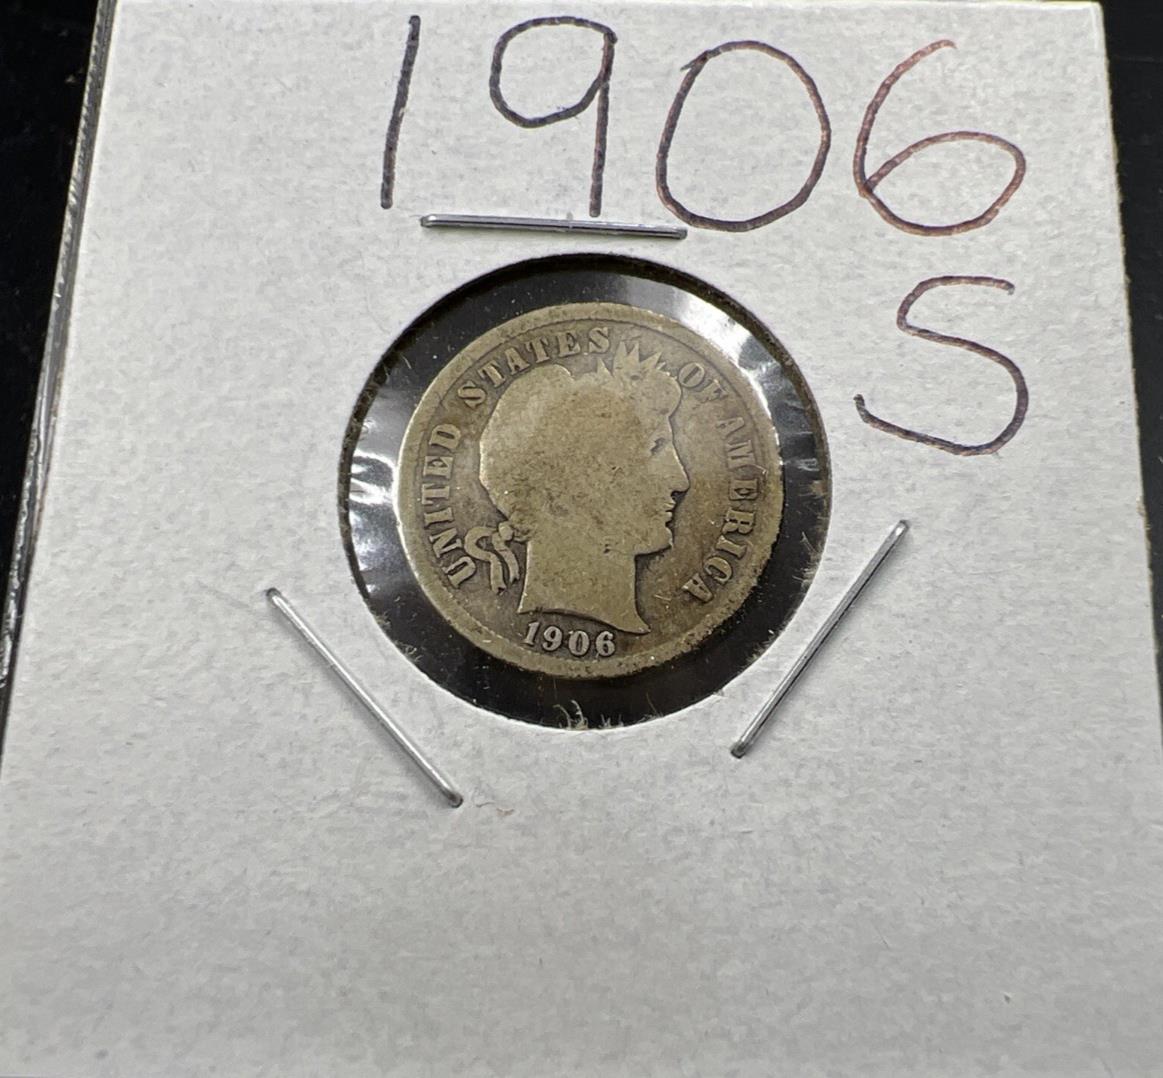 1906
S
UNITED STATES OF AMERICA
1906